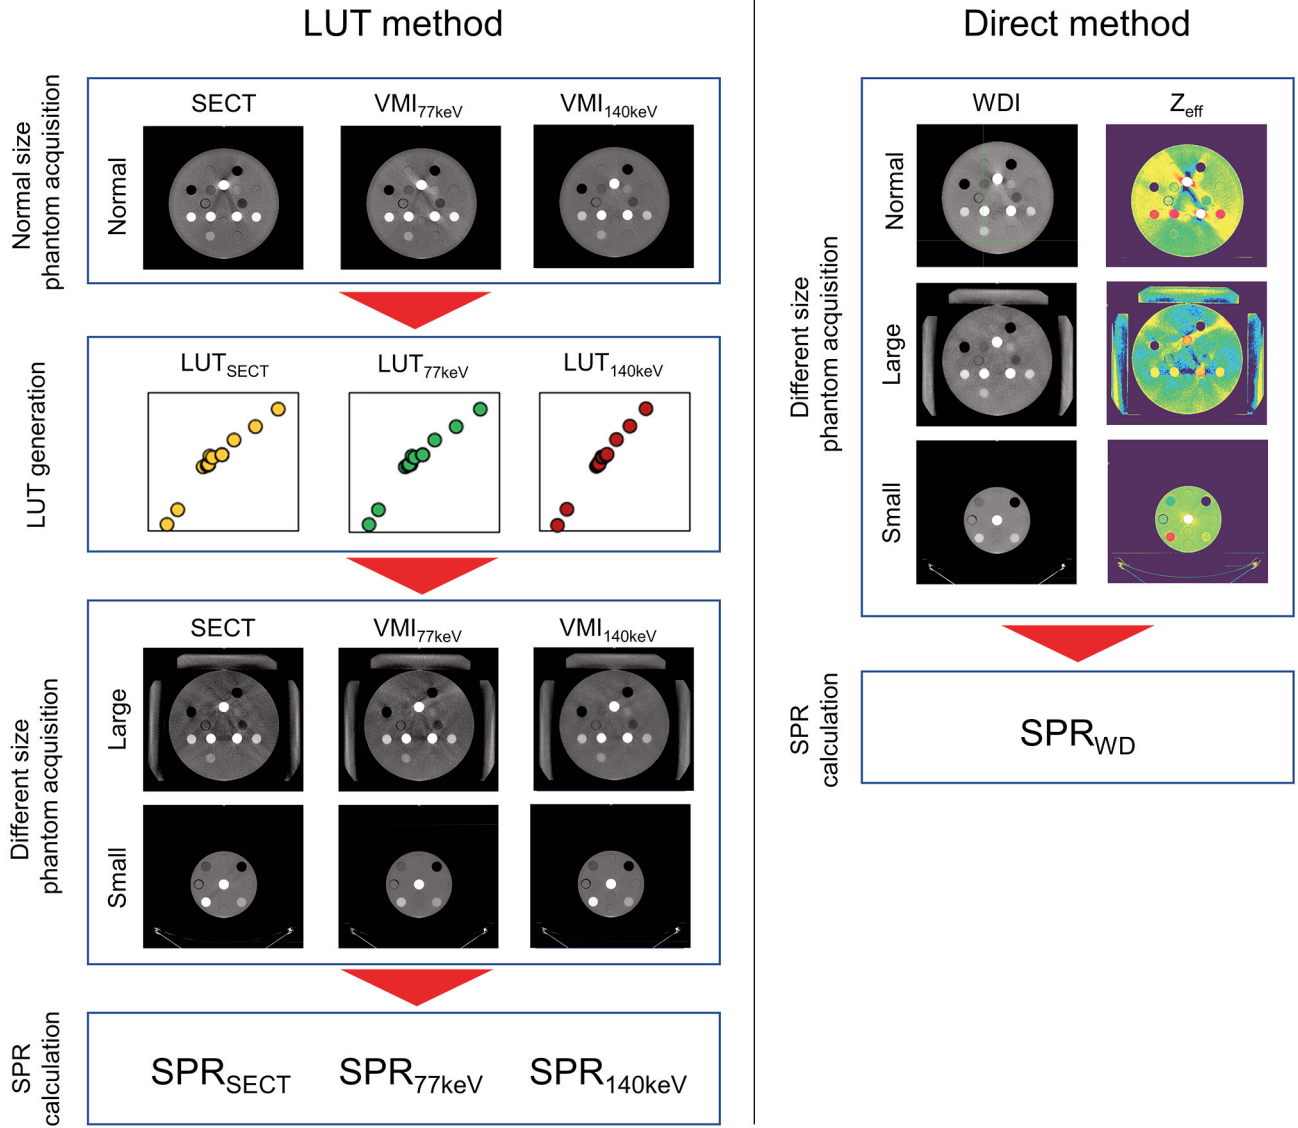 LUT method
Normal size
phantom acquisition
SECT
VMI77keV
VMI140keV
Normal
LUT generation
LUTSECT
LUT77keV
LUT140keV
Different size
phantom acquisition
SECT
VMI77keV
VMI140keV
Large
Small
SPR
calculation
SPRSECT
SPR77keV
SPR140keV
Direct method
Different size
phantom acquisition
WDI
Zeff
Normal
Large
Small
SPR
calculation
SPRWD